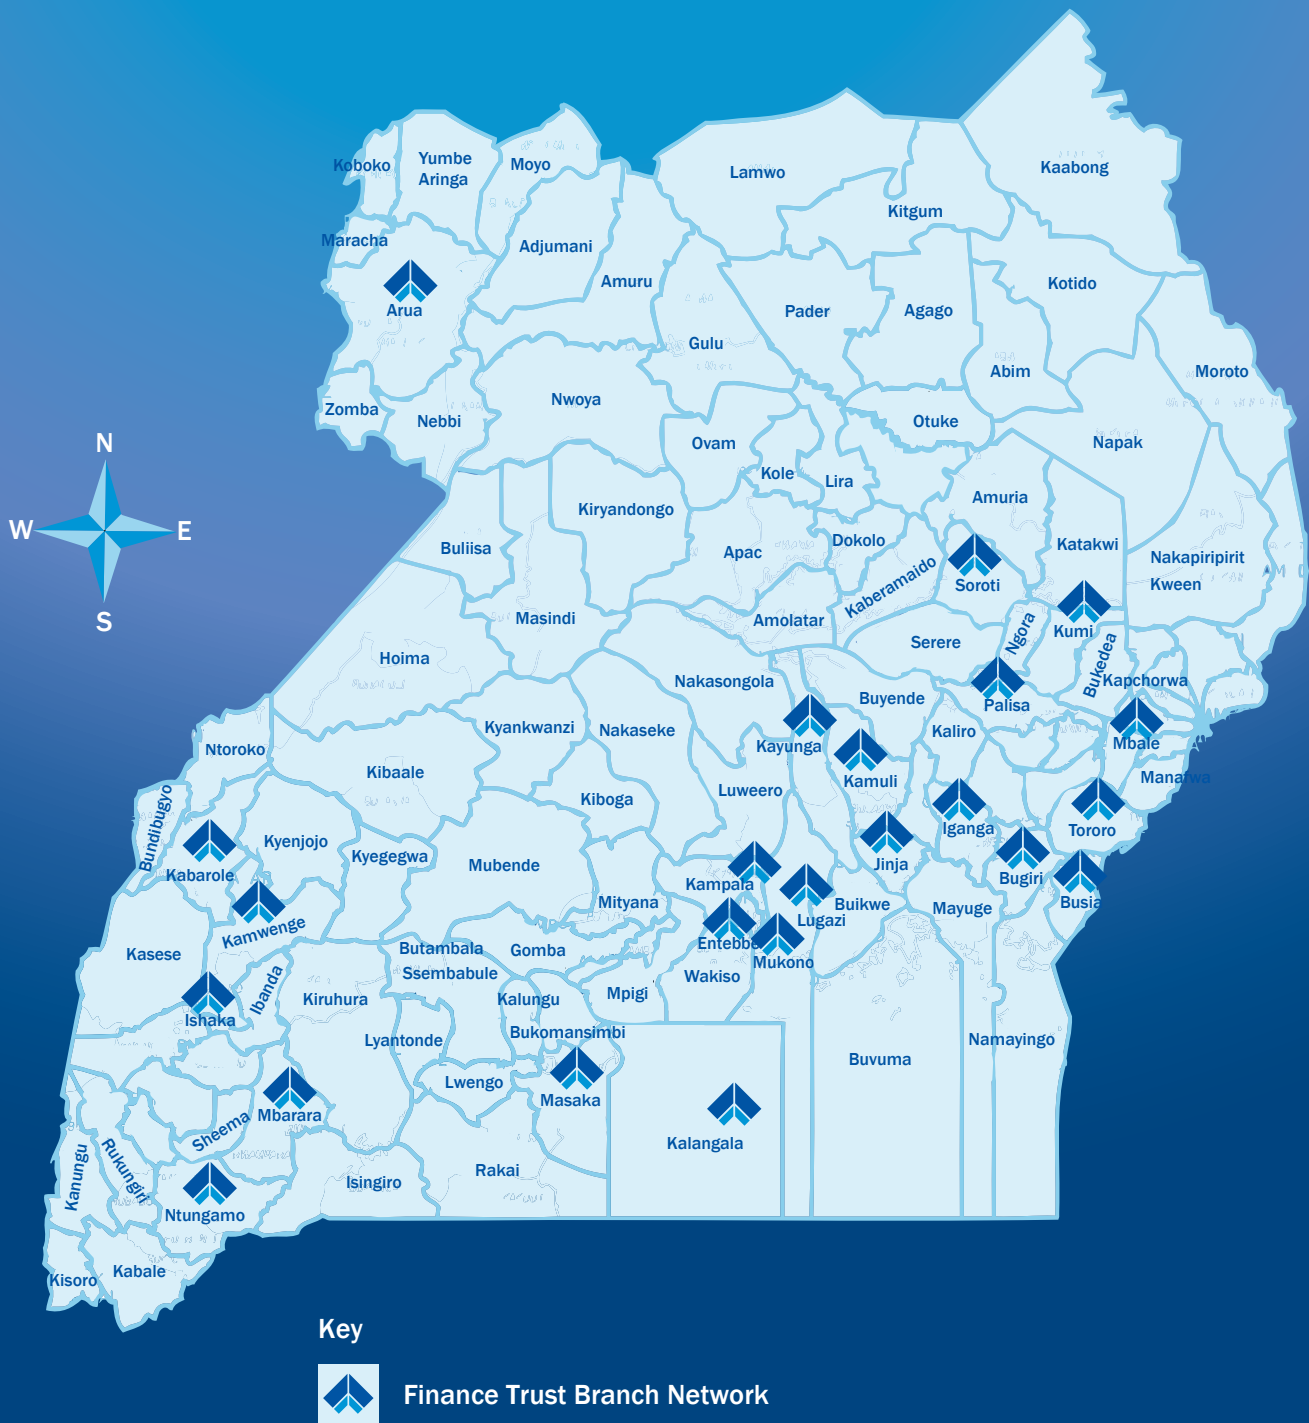 Koboko
Yumbe
Aringa
Moyo
Lamwo
Kaabong
Kitgum
Maracha
Adjumani
Amuru
Kotido
Arua
Pader
Agago
Gulu
Abim
Moroto
Zomba
Nebbi
Nwoya
Otuke
Napak
Ovam
Kole
Lira
Amuria
Kiryandongo
N
W
E
S
Buliisa
Apac
Dokolo
Katakwi
Nakapiripirit
Kween
Kaberamaido
Soroti
Masindi
Amolatar
Kumi
Ngora
Serere
Bukedea
Hoima
Nakasongola
Kapchorwa
Buyende
Palisa
Kyankwanzi
Nakaseke
Kayunga
Kaliro
Mbale
Ntoroko
Kibaale
Kamuli
Manafwa
Luweero
Kiboga
Bundibugyo
Kyenjojo
Iganga
Tororo
Kyegegwa
Mubende
Jinja
Kabarole
Kampala
Bugiri
Mityana
Buikwe
Mayuge
Busia
Lugazi
Kamwenge
Entebbe
Butambala
Gomba
Kasese
Mukono
Ssembabule
Wakiso
Ibanda
Kiruhura
Kalungu
Mpigi
Ishaka
Bukomansimbi
Lyantonde
Namayingo
Buvuma
Lwengo
Masaka
Mbarara
Sheema
Kalangala
Kanungu
Rukungiri
Rakai
Isingiro
Ntungamo
Kabale
Kisoro
Key
Finance Trust Branch Network